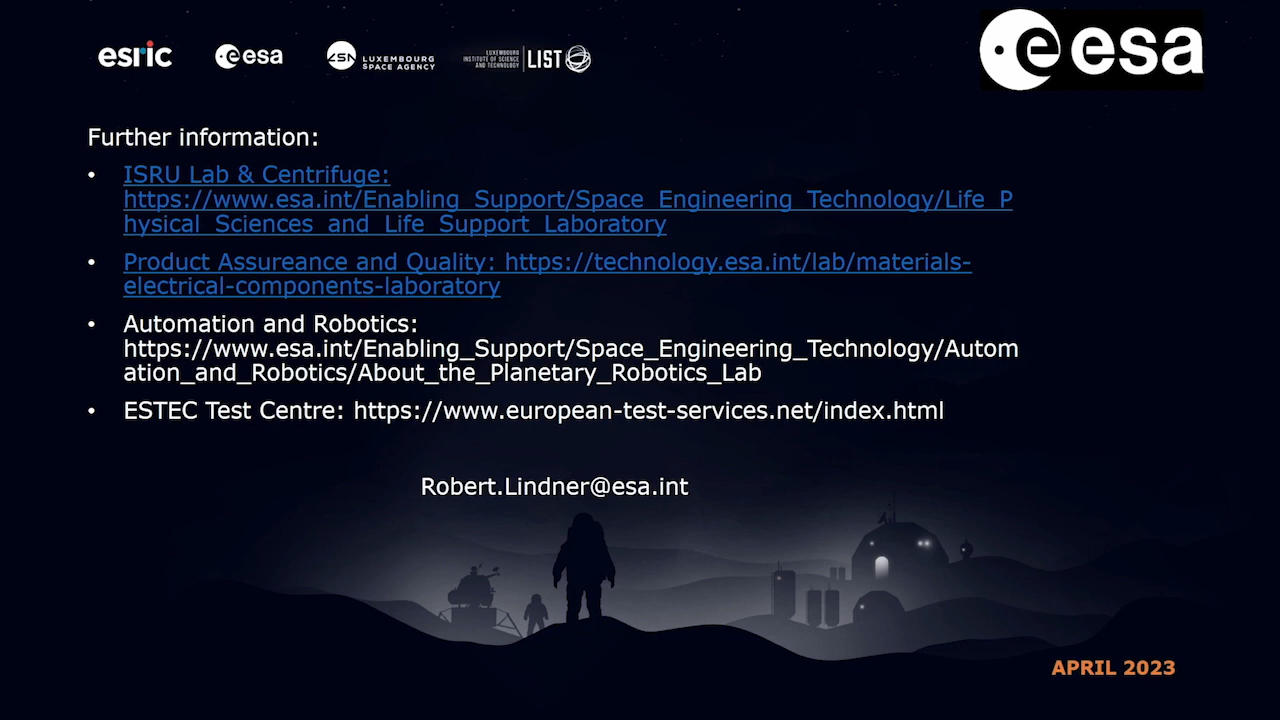 esric
esa
LSA LUXEMBOURG
SPACE AGENCY
LUXEMBOURG
INSTITUTE OF SCIENCE
AND TECHNOLOGY
LIST
esa
Further information:
• ISRU Lab & Centrifuge:
https://www.esa.int/Enabling_Support/Space_Engineering_Technology/Life_P
hysical_Sciences_and_Life_Support_Laboratory
• Product Assureance and Quality: https://technology.esa.int/lab/materials-
electrical-components-laboratory
• Automation and Robotics:
https://www.esa.int/Enabling_Support/Space_Engineering_Technology/Autom
ation_and_Robotics/About_the_Planetary_Robotics_Lab
• ESTEC Test Centre: https://www.european-test-services.net/index.html
Robert.Lindner@esa.int
APRIL 2023